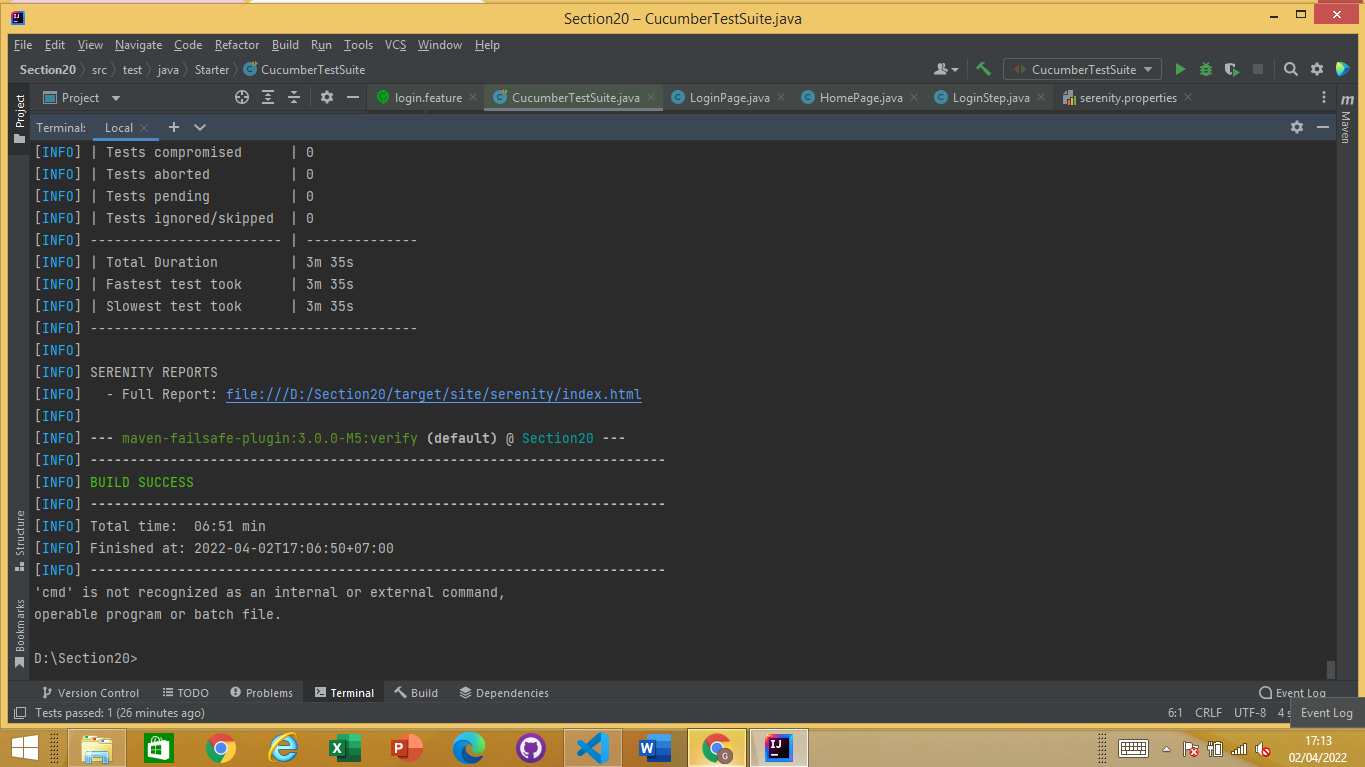 Section20 – CucumberTestSuite.java
File Edit View Navigate Code Refactor Build Run Tools VCS Window Help
Section20 src test java Starter CucumberTestSuite
CucumberTestSuite
Project
login.feature CucumberTestSuite.java LoginPage.java HomePage.java LoginStep.java serenity.properties
Project
Maven
Terminal: Local
[INFO] | Tests compromised | 0
[INFO] | Tests aborted | 0
[INFO] | Tests pending | 0
[INFO] | Tests ignored/skipped | 0
[INFO] ------------------------ | --------------
[INFO] | Total Duration | 3m 35s
[INFO] | Fastest test took | 3m 35s
[INFO] | Slowest test took | 3m 35s
[INFO] -----------------------------------------
[INFO]
[INFO] SERENITY REPORTS
[INFO] - Full Report: file:///D:/Section20/target/site/serenity/index.html
[INFO]
[INFO] --- maven-failsafe-plugin:3.0.0-M5:verify (default) @ Section20 ---
[INFO] ------------------------------------------------------------------------
[INFO] BUILD SUCCESS
[INFO] ------------------------------------------------------------------------
[INFO] Total time: 06:51 min
[INFO] Finished at: 2022-04-02T17:06:50+07:00
[INFO] ------------------------------------------------------------------------
'cmd' is not recognized as an internal or external command,
operable program or batch file.
D:\Section20>
Structure
Bookmarks
Version Control TODO Problems Terminal Build Dependencies Event Log
Tests passed: 1 (26 minutes ago) 6:1 CRLF UTF-8 4 s
Event Log
17:13
02/04/2022